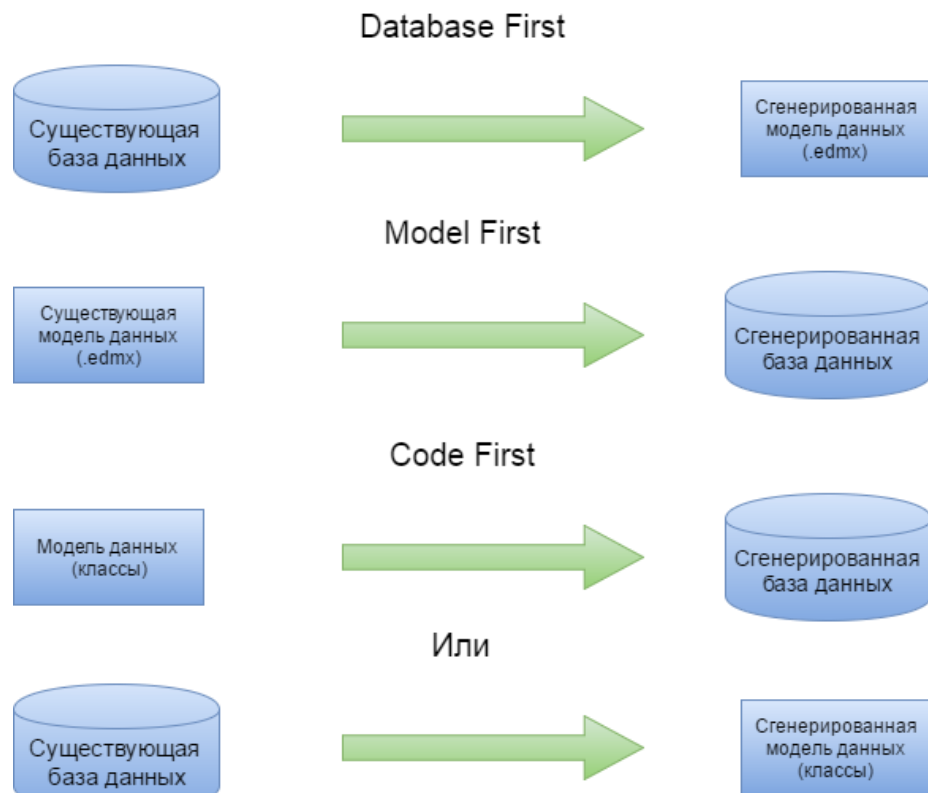 Database First
Существующая
база данных
Сгенерированная
модель данных
(.edmx)
Model First
Существующая
модель данных
(.edmx)
Сгенерированная
база данных
Code First
Модель данных
(классы)
Сгенерированная
база данных
Или
Существующая
база данных
Сгенерированная
модель данных
(классы)